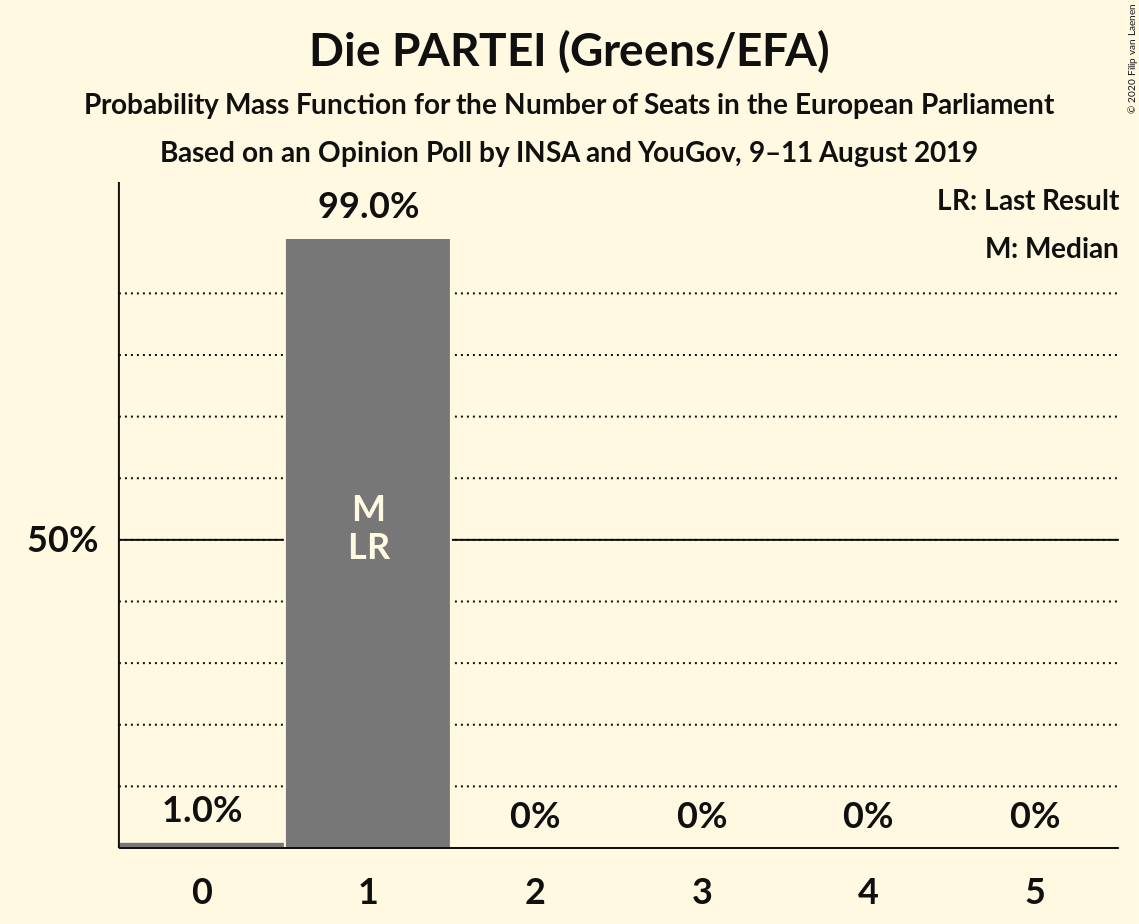 Die PARTEI (Greens/EFA)
Probability Mass Function for the Number of Seats in the European Parliament
Based on an Opinion Poll by INSA and YouGov, 9–11 August 2019
© 2020 Filip van Laenen
LR: Last Result
M: Median
99.0%
M
LR
50%
1.0%
0%
0%
0%
0%
0
1
2
3
4
5